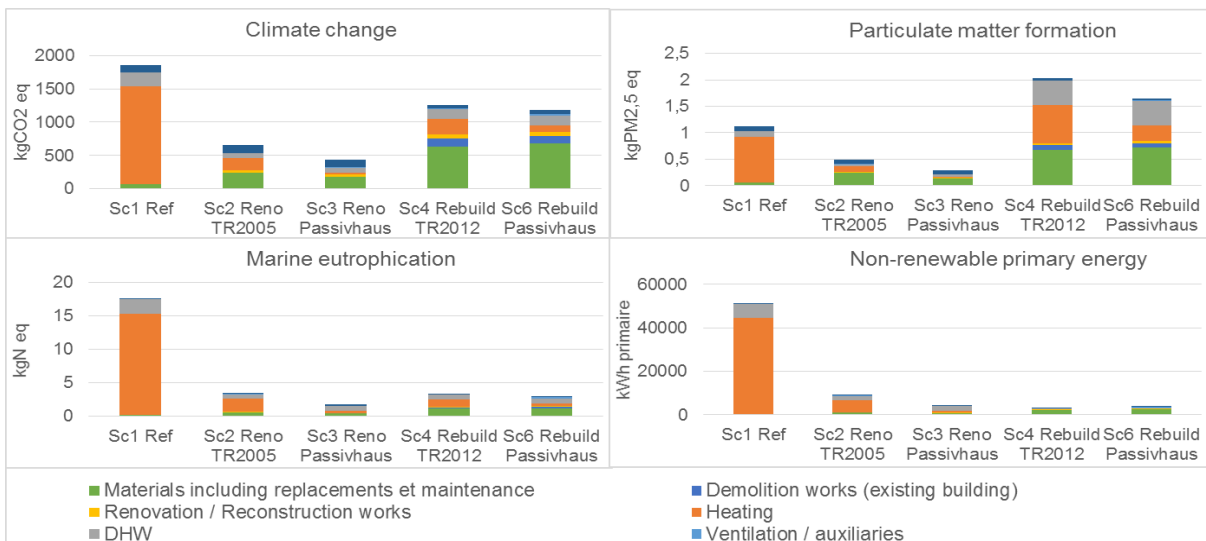 Climate change
2000
1500
1000
500
0
kgCO2 eq
Sc1 Ref
Sc2 Reno
TR2005
Sc3 Reno
Passivhaus
Sc4 Rebuild
TR2012
Sc6 Rebuild
Passivhaus
Particulate matter formation
2,5
2
1,5
1
0,5
0
kgPM2,5 eq
Sc1 Ref
Sc2 Reno
TR2005
Sc3 Reno
Passivhaus
Sc4 Rebuild
TR2012
Sc6 Rebuild
Passivhaus
Marine eutrophication
20
15
10
5
0
kgN eq
Sc1 Ref
Sc2 Reno
TR2005
Sc3 Reno
Passivhaus
Sc4 Rebuild
TR2012
Sc6 Rebuild
Passivhaus
Non-renewable primary energy
60000
40000
20000
0
kWh primaire
Sc1 Ref
Sc2 Reno
TR2005
Sc3 Reno
Passivhaus
Sc4 Rebuild
TR2012
Sc6 Rebuild
Passivhaus
Materials including replacements et maintenance
Demolition works (existing building)
Renovation / Reconstruction works
Heating
DHW
Ventilation / auxiliaries